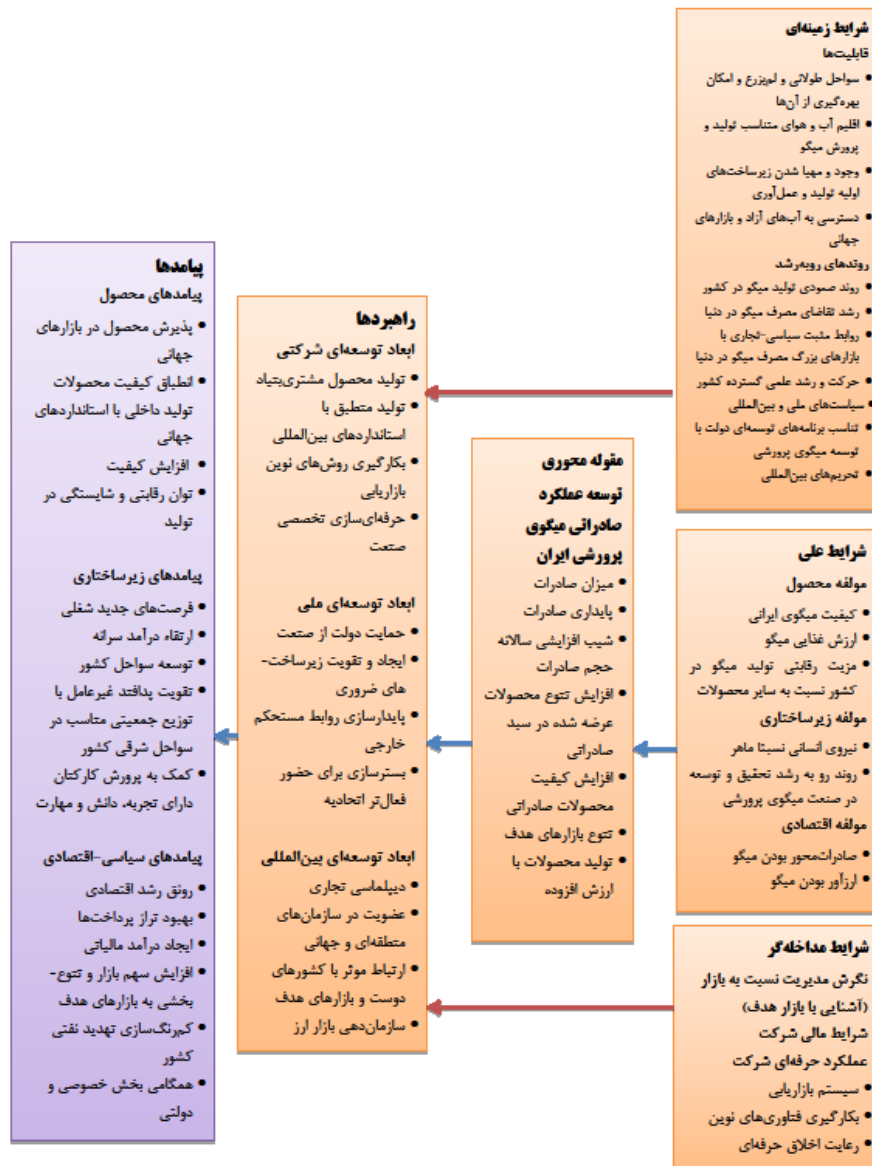 شرایط زمینه‌ای
قابلیت‌ها
• سواحل طولانی و لم‌یزرع و امکان
بهره‌گیری از آن‌ها
• اقلیم آب و هوای متناسب تولید و
پرورش میگو
• وجود و مهیا شدن زیرساخت‌های
اولیه تولید و عمل‌آوری
• دسترسی به آب‌های آزاد و بازارهای
جهانی
روندهای روبه‌رشد
• روند صعودی تولید میگو در کشور
• رشد تقاضای مصرف میگو در دنیا
• روابط مثبت سیاسی-تجاری با
بازارهای بزرگ مصرف میگو در دنیا
• حرکت و رشد علمی گسترده کشور
• سیاست‌های ملی و بین‌المللی
• تناسب برنامه‌های توسعه‌ای دولت با
توسعه میگوی پرورشی
• تحریم‌های بین‌المللی
شرایط علی
مولفه محصول
• کیفیت میگوی ایرانی
• ارزش غذایی میگو
• مزیت رقابتی تولید میگو در
کشور نسبت به سایر محصولات
مولفه زیرساختاری
• نیروی انسانی نسبتا ماهر
• روند رو به رشد تحقیق و توسعه
در صنعت میگوی پرورشی
مولفه اقتصادی
• صادرات‌محور بودن میگو
• ارزآور بودن میگو
شرایط مداخله‌گر
نگرش مدیریت نسبت به بازار
(آشنایی با بازار هدف)
شرایط مالی شرکت
عملکرد حرفه‌ای شرکت
• سیستم بازاریابی
• بکارگیری فناوری‌های نوین
• رعایت اخلاق حرفه‌ای
مقوله محوری
توسعه عملکرد
صادراتی میگوی
پرورشی ایران
• میزان صادرات
• پایداری صادرات
• شیب افزایشی سالانه
حجم صادرات
• افزایش تنوع محصولات
عرضه شده در سبد
صادراتی
• افزایش کیفیت
محصولات صادراتی
• تنوع بازارهای هدف
• تولید محصولات با
ارزش افزوده
راهبردها
ابعاد توسعه‌ای شرکتی
• تولید محصول مشتری‌بنیاد
• تولید منطبق با
استانداردهای بین‌المللی
• بکارگیری روش‌های نوین
بازاریابی
• حرفه‌ای‌سازی تخصصی
صنعت
ابعاد توسعه‌ای ملی
• حمایت دولت از صنعت
• ایجاد و تقویت زیرساخت-
های ضروری
• پایدارسازی روابط مستحکم
خارجی
• بسترسازی برای حضور
فعال‌تر اتحادیه
ابعاد توسعه‌ای بین‌المللی
• دیپلماسی تجاری
• عضویت در سازمان‌های
منطقه‌ای و جهانی
• ارتباط موثر با کشورهای
دوست و بازارهای هدف
• سازمان‌دهی بازار ارز
پیامدها
پیامدهای محصول
• پذیرش محصول در بازارهای
جهانی
• انطباق کیفیت محصولات
تولید داخلی با استانداردهای
جهانی
• افزایش کیفیت
• توان رقابتی و شایستگی در
تولید
پیامدهای زیرساختاری
• فرصت‌های جدید شغلی
• ارتقاء درآمد سرانه
• توسعه سواحل کشور
• تقویت پدافند غیرعامل با
توزیع جمعیتی متناسب در
سواحل شرقی کشور
• کمک به پرورش کارکنان
دارای تجربه، دانش و مهارت
پیامدهای سیاسی-اقتصادی
• رونق رشد اقتصادی
• بهبود تراز پرداخت‌ها
• ایجاد درآمد مالیاتی
• افزایش سهم بازار و تنوع-
بخشی به بازارهای هدف
• کم‌رنگ‌سازی تهدید نفتی
کشور
• همگامی بخش خصوصی و
دولتی